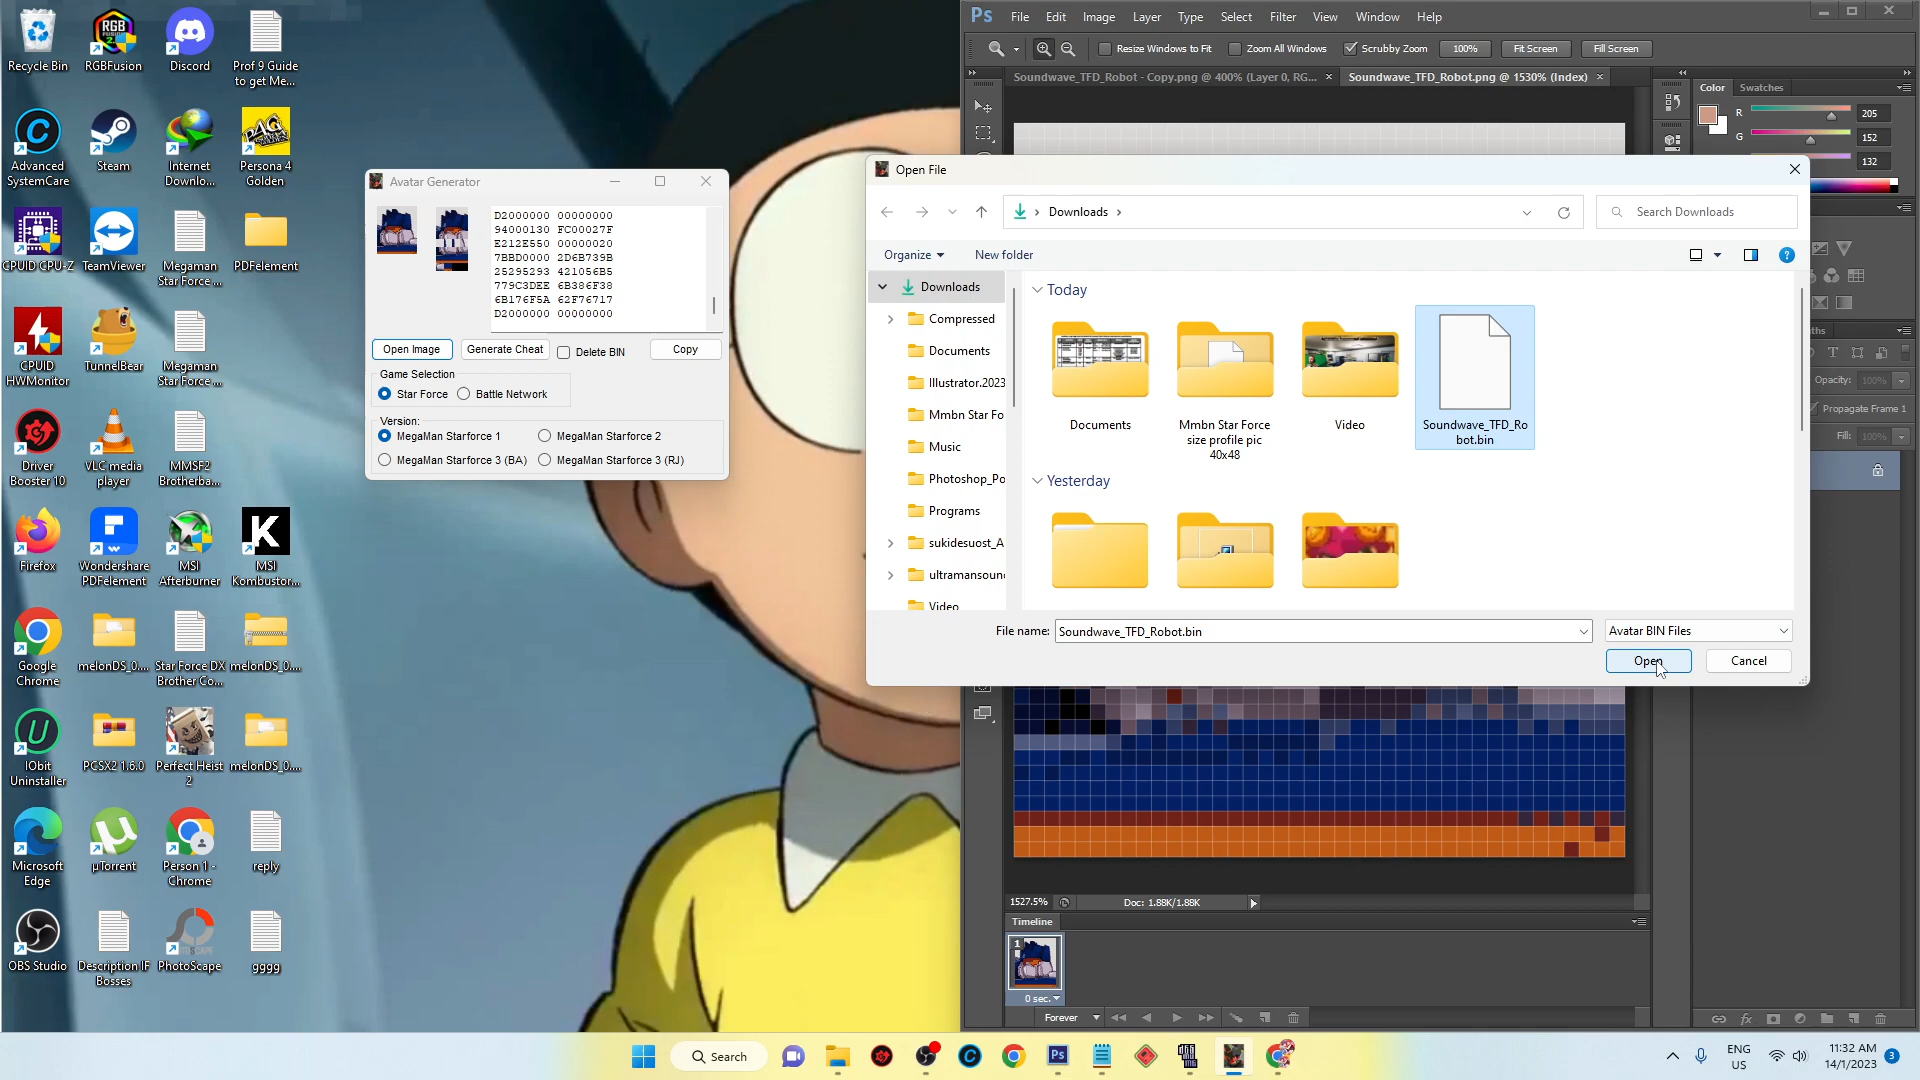 Recycle Bin
RGBFusion
Discord
Prof 9 Guide
to get Me...
Advanced
SystemCare
Steam
Internet
Downlo...
Persona 4
Golden
CPUID CPU-Z
TeamViewer
Megaman
Star Force ...
PDFelement
CPUID
HWMonitor
TunnelBear
Megaman
Star Force ...
Driver
Booster 10
VLC media
player
MMSF2
Brotherba...
Firefox
Wondershare
PDFelement
MSI
Afterburner
MSI
Kombustor...
Google
Chrome
melonDS_0....
Star Force DX
Brother Co...
melonDS_0....
IObit
Uninstaller
PCSX2 1.6.0
Perfect Heist
2
melonDS_0....
Microsoft
Edge
µTorrent
Person 1 -
Chrome
reply
OBS Studio
Description IF
Bosses
PhotoScape
gggg
Avatar Generator
D2000000 00000000
94000130 FC00027F
E212E550 00000020
7BBD0000 2D6B739B
25295293 421056B5
779C3DEE 6B386F38
6B176F5A 62F76717
D2000000 00000000
Open Image
Generate Cheat
Delete BIN
Copy
Game Selection
Star Force
Battle Network
Version:
MegaMan Starforce 1
MegaMan Starforce 2
MegaMan Starforce 3 (BA)
MegaMan Starforce 3 (RJ)
Ps
File
Edit
Image
Layer
Type
Select
Filter
View
Window
Help
Resize Windows to Fit
Zoom All Windows
Scrubby Zoom
100%
Fit Screen
Fill Screen
Soundwave_TFD_Robot - Copy.png @ 400% (Layer 0, RG...
Soundwave_TFD_Robot.png @ 1530% (Index)
Color
Swatches
R
205
G
152
132
Opacity:
100%
Propagate Frame 1
Fill:
100%
Open File
Downloads
Search Downloads
Organize
New folder
Downloads
Compressed
Documents
Illustrator.2023
Mmbn Star Fo
Music
Photoshop_Po
Programs
sukidesuost_A
ultramansoun
Video
Today
Documents
Mmbn Star Force
size profile pic
40x48
Video
Soundwave_TFD_Ro
bot.bin
Yesterday
File name:
Soundwave_TFD_Robot.bin
Avatar BIN Files
Open
Cancel
1527.5%
Doc: 1.88K/1.88K
Timeline
1
0 sec.
Forever
Search
ENG
US
11:32 AM
14/1/2023
3